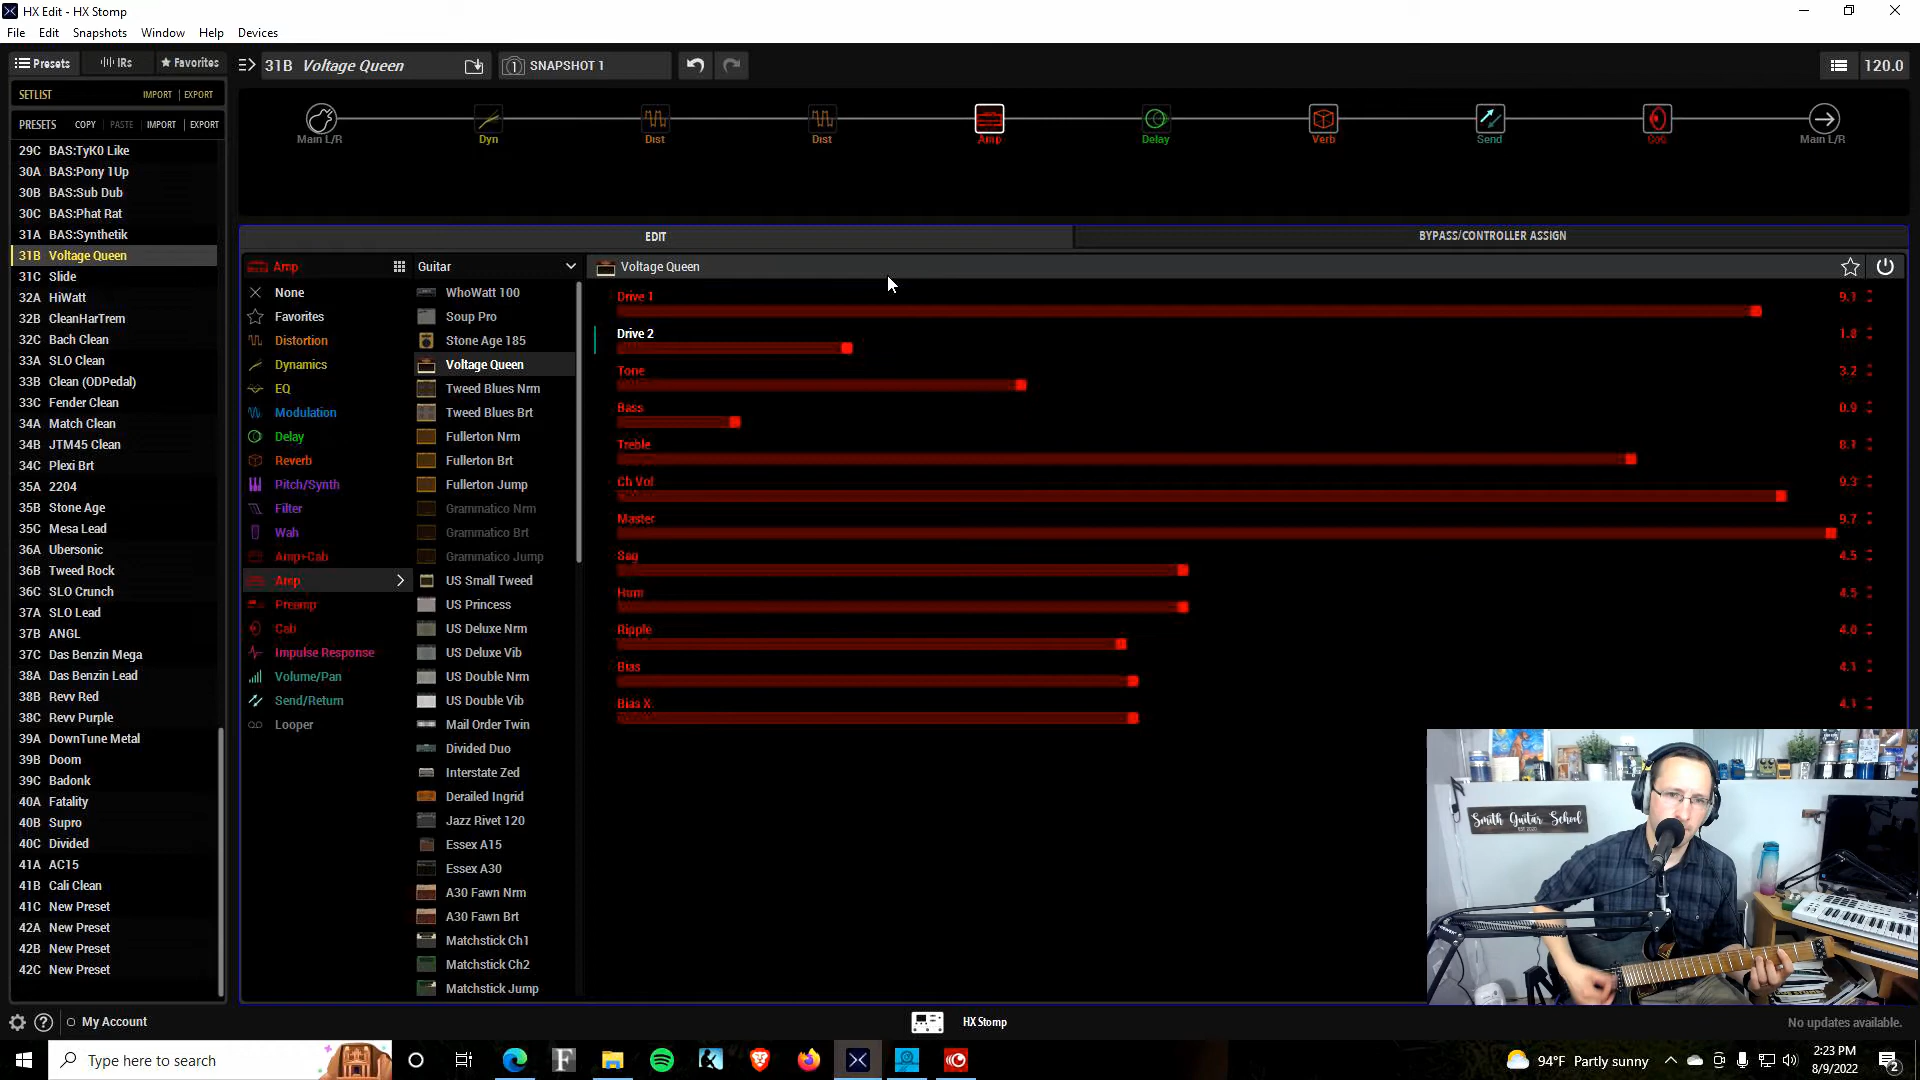 HX Edit - HX Stomp
File Edit Snapshots Window Help Devices
Presets IRs Favorites
31B Voltage Queen
1 SNAPSHOT 1
120.0
SETLIST IMPORT | EXPORT
PRESETS COPY PASTE IMPORT | EXPORT
Main L/R Dyn Dist Dist Amp Delay Verb Send Cab Main L/R
29C BAS:TyK0 Like
30A BAS:Pony 1Up
30B BAS:Sub Dub
30C BAS:Phat Rat
31A BAS:Synthetik
31B Voltage Queen
31C Slide
32A HiWatt
32B CleanHarTrem
32C Bach Clean
33A SLO Clean
33B Clean (ODPedal)
33C Fender Clean
34A Match Clean
34B JTM45 Clean
34C Plexi Brt
35A 2204
35B Stone Age
35C Mesa Lead
36A Ubersonic
36B Tweed Rock
36C SLO Crunch
37A SLO Lead
37B ANGL
37C Das Benzin Mega
38A Das Benzin Lead
38B Revv Red
38C Revv Purple
39A DownTune Metal
39B Doom
39C Badonk
40A Fatality
40B Supro
40C Divided
41A AC15
41B Cali Clean
41C New Preset
42A New Preset
42B New Preset
42C New Preset
EDIT
BYPASS/CONTROLLER ASSIGN
Amp
None
Favorites
Distortion
Dynamics
EQ
Modulation
Delay
Reverb
Pitch/Synth
Filter
Wah
Amp+Cab
Amp
Preamp
Cab
Impulse Response
Volume/Pan
Send/Return
Looper
Guitar
WhoWatt 100
Soup Pro
Stone Age 185
Voltage Queen
Tweed Blues Nrm
Tweed Blues Brt
Fullerton Nrm
Fullerton Brt
Fullerton Jump
Grammatico Nrm
Grammatico Brt
Grammatico Jump
US Small Tweed
US Princess
US Deluxe Nrm
US Deluxe Vib
US Double Nrm
US Double Vib
Mail Order Twin
Divided Duo
Interstate Zed
Derailed Ingrid
Jazz Rivet 120
Essex A15
Essex A30
A30 Fawn Nrm
A30 Fawn Brt
Matchstick Ch1
Matchstick Ch2
Matchstick Jump
Voltage Queen
Drive 1 9.1
Drive 2 1.8
Tone 3.2
Bass 0.9
Treble 8.1
Ch Vol 9.3
Master 9.7
Sag 4.5
Hum 4.5
Ripple 4.0
Bias 4.1
Bias X 4.1
Smith Guitar School
EST 2020
My Account
HX Stomp
No updates available.
Type here to search
94°F Partly sunny
2:23 PM
8/9/2022
2